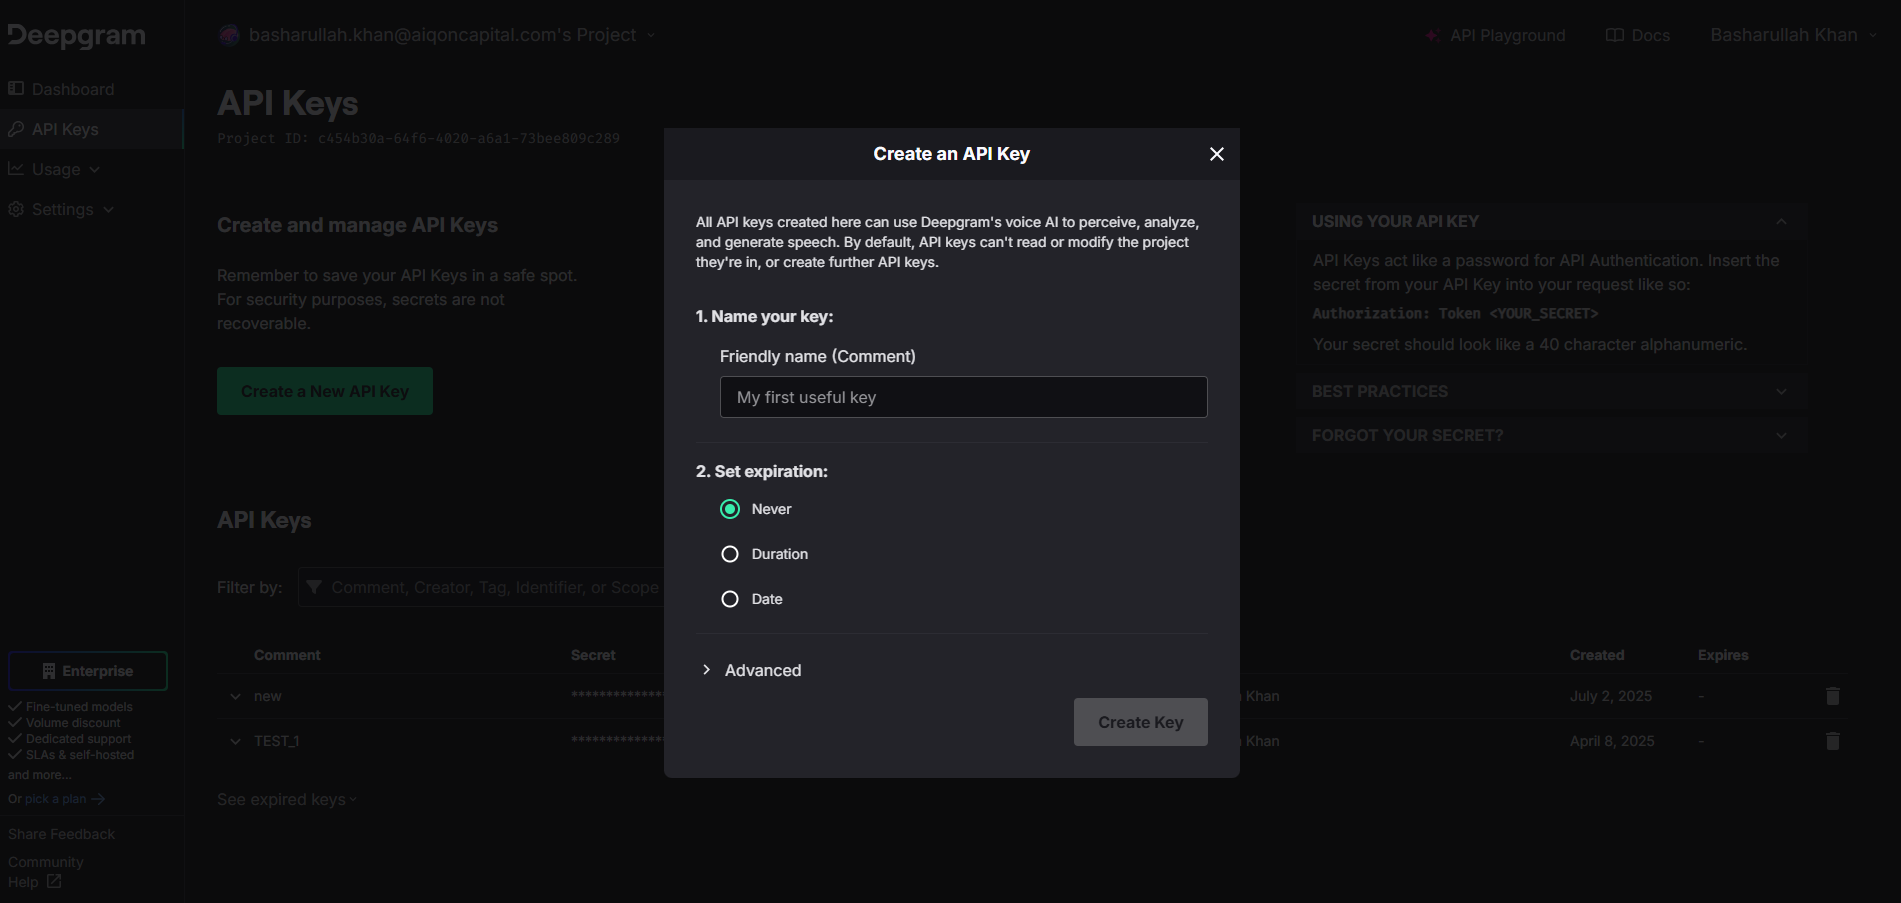 Deepgram
basharullah.khan@aiqoncapital.com's Project
API Playground
Docs
Basharullah Khan
Dashboard
API Keys
Usage
Settings
API Keys
Project ID: c454b30a-64f6-4020-a6a1-73bee809c289
Create and manage API Keys
Remember to save your API Keys in a safe spot.
For security purposes, secrets are not
recoverable.
Create a New API Key
USING YOUR API KEY
API Keys act like a password for API Authentication. Insert the
secret from your API Key into your request like so:
Authorization: Token <YOUR_SECRET>
Your secret should look like a 40 character alphanumeric.
BEST PRACTICES
FORGOT YOUR SECRET?
Create an API Key
All API keys created here can use Deepgram's voice AI to perceive, analyze,
and generate speech. By default, API keys can't read or modify the project
they're in, or create further API keys.
1. Name your key:
Friendly name (Comment)
My first useful key
2. Set expiration:
Never
Duration
Date
Advanced
Create Key
API Keys
Filter by:
Comment, Creator, Tag, Identifier, or Scope
Comment Secret Created Expires
new ************** Khan July 2, 2025 -
TEST_1 ************** Khan April 8, 2025 -
See expired keys
Enterprise
Fine-tuned models
Volume discount
Dedicated support
SLAs & self-hosted
and more...
Or pick a plan
Share Feedback
Community
Help